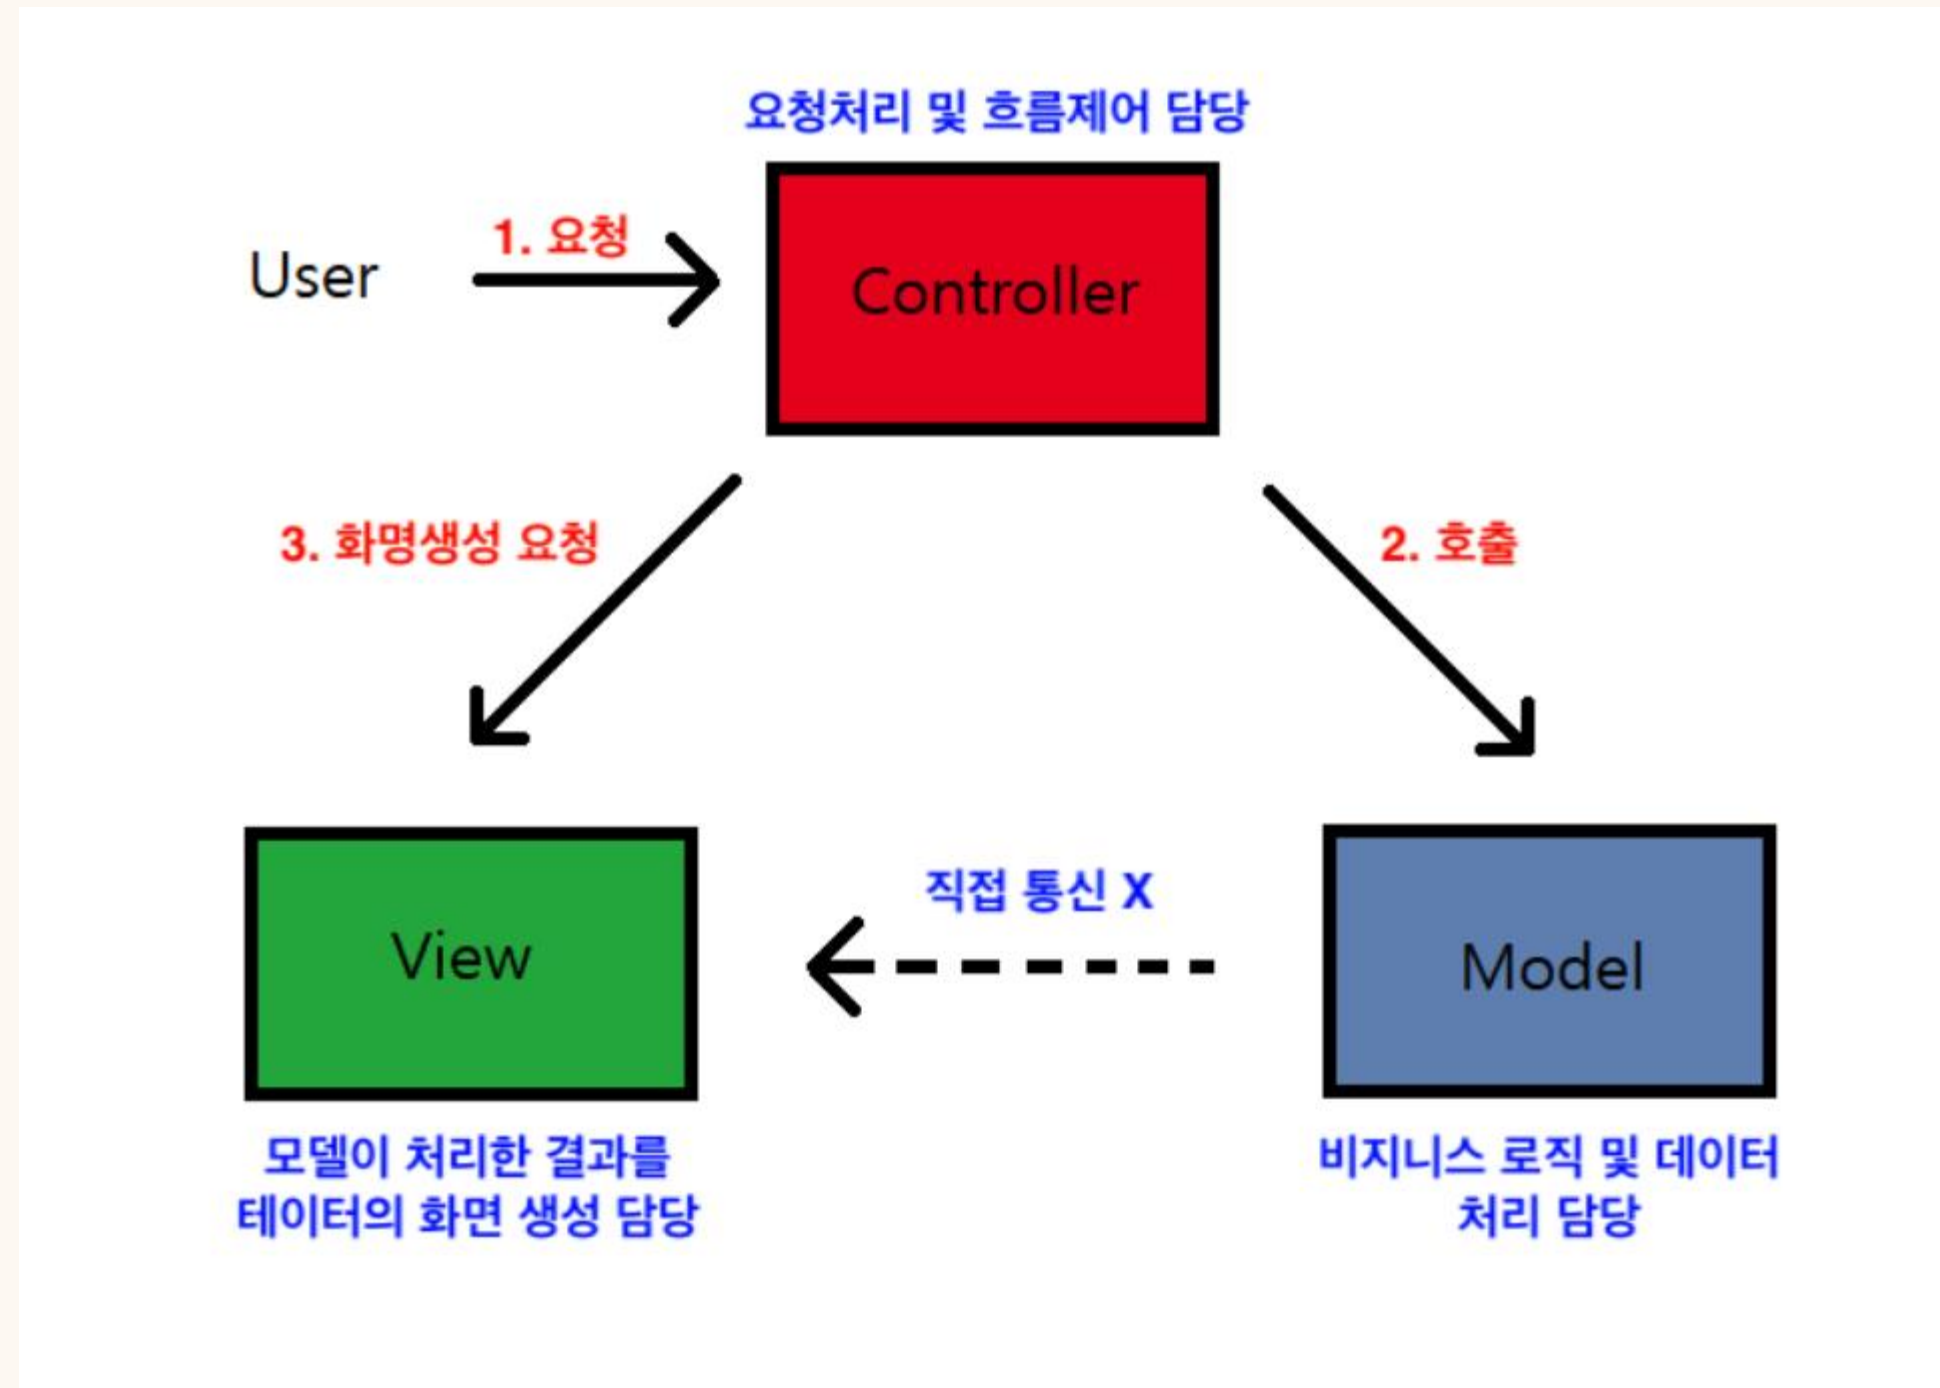 요청처리 및 흐름제어 담당
1. 요청
User
Controller
3. 화명생성 요청
2. 호출
직접 통신 X
View
Model
모델이 처리한 결과를
테이터의 화면 생성 담당
비지니스 로직 및 데이터
처리 담당